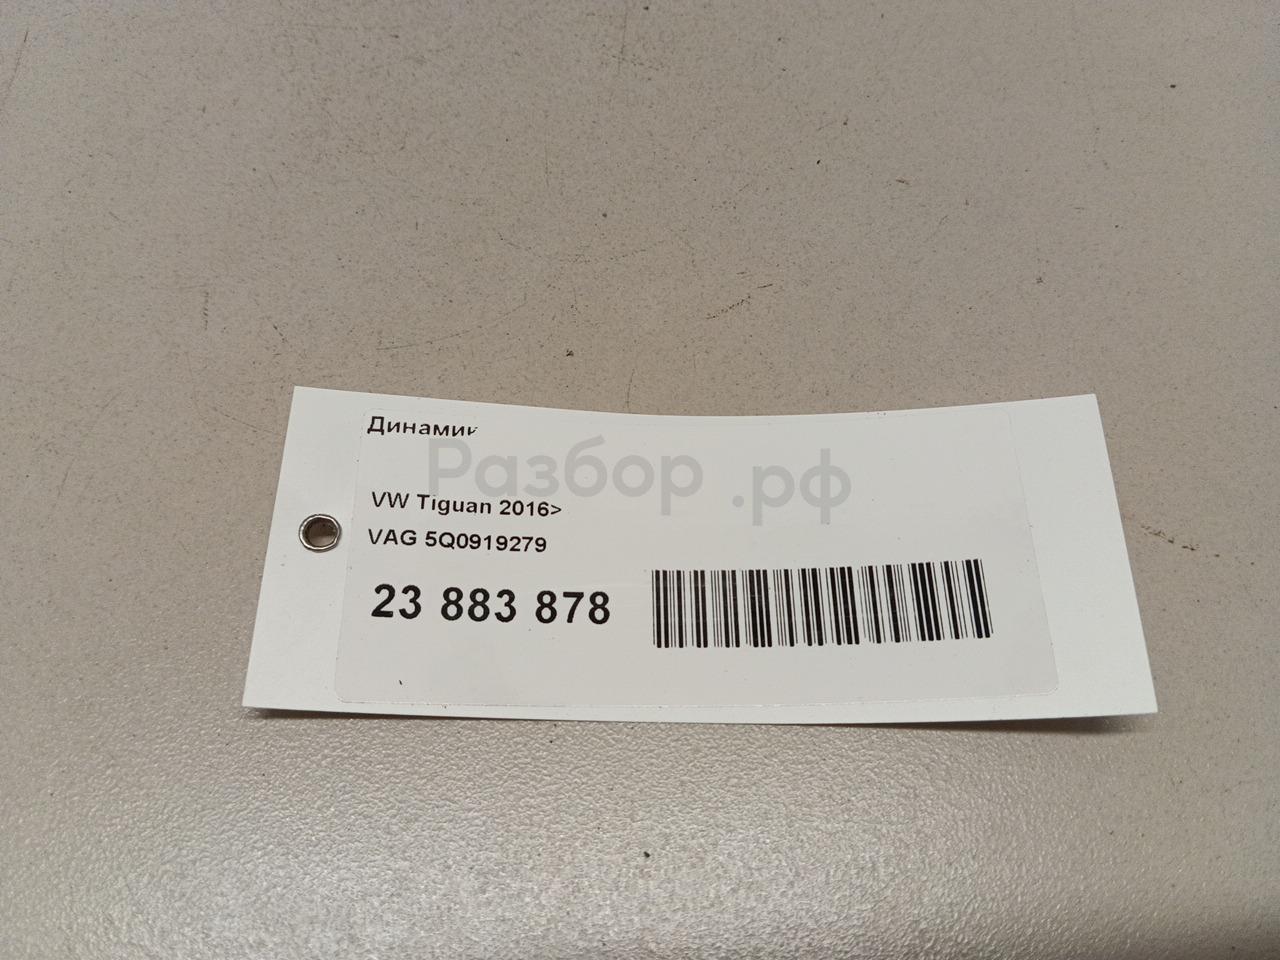 Динамик
Разбор.рф
VW Tiguan 2016>
VAG 5Q0919279
23 883 878